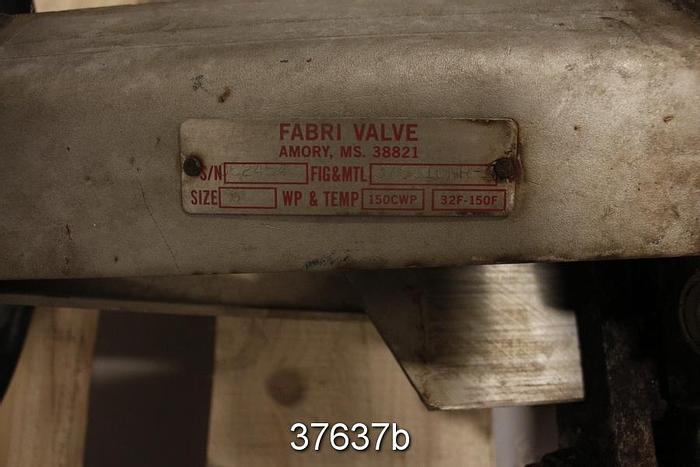 FABRI VALVE
AMORY, MS. 38821
S/N FIG&MTL
SIZE WP & TEMP 150CWP 32F-150F
37637b